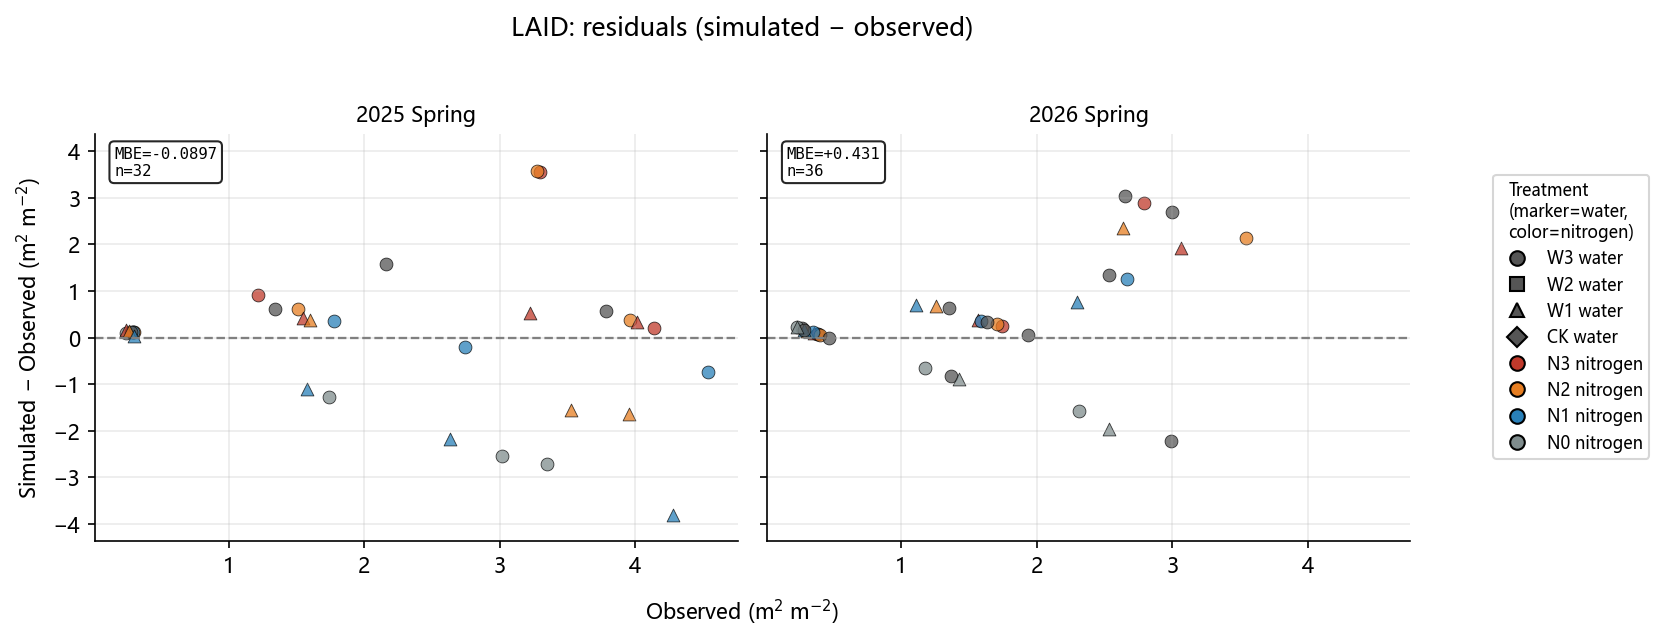 LAID: residuals (simulated − observed)
2025 Spring
2026 Spring
MBE=-0.0897
n=32
MBE=+0.431
n=36
Simulated − Observed (m² m⁻²)
4
3
2
1
0
−1
−2
−3
−4
1 2 3 4
1 2 3 4
Observed (m² m⁻²)
Treatment
(marker=water,
color=nitrogen)
W3 water
W2 water
W1 water
CK water
N3 nitrogen
N2 nitrogen
N1 nitrogen
N0 nitrogen